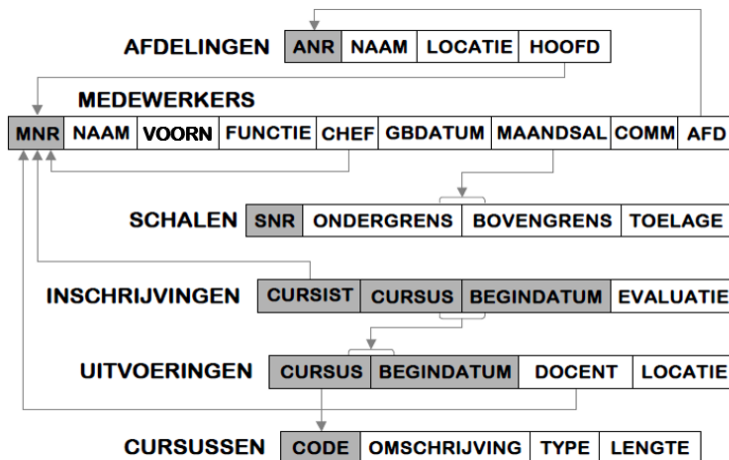 AFDELINGEN ANR NAAM LOCATIE HOOFD
MEDEWERKERS
MNR NAAM VOORN FUNCTIE CHEF GBDATUM MAANDSAL COMM AFD
SCHALEN SNR ONDERGRENS BOVENGRENS TOELAGE
INSCHRIJVINGEN CURSIST CURSUS BEGINDATUM EVALUATIE
UITVOERINGEN CURSUS BEGINDATUM DOCENT LOCATIE
CURSUSSEN CODE OMSCHRIJVING TYPE LENGTE